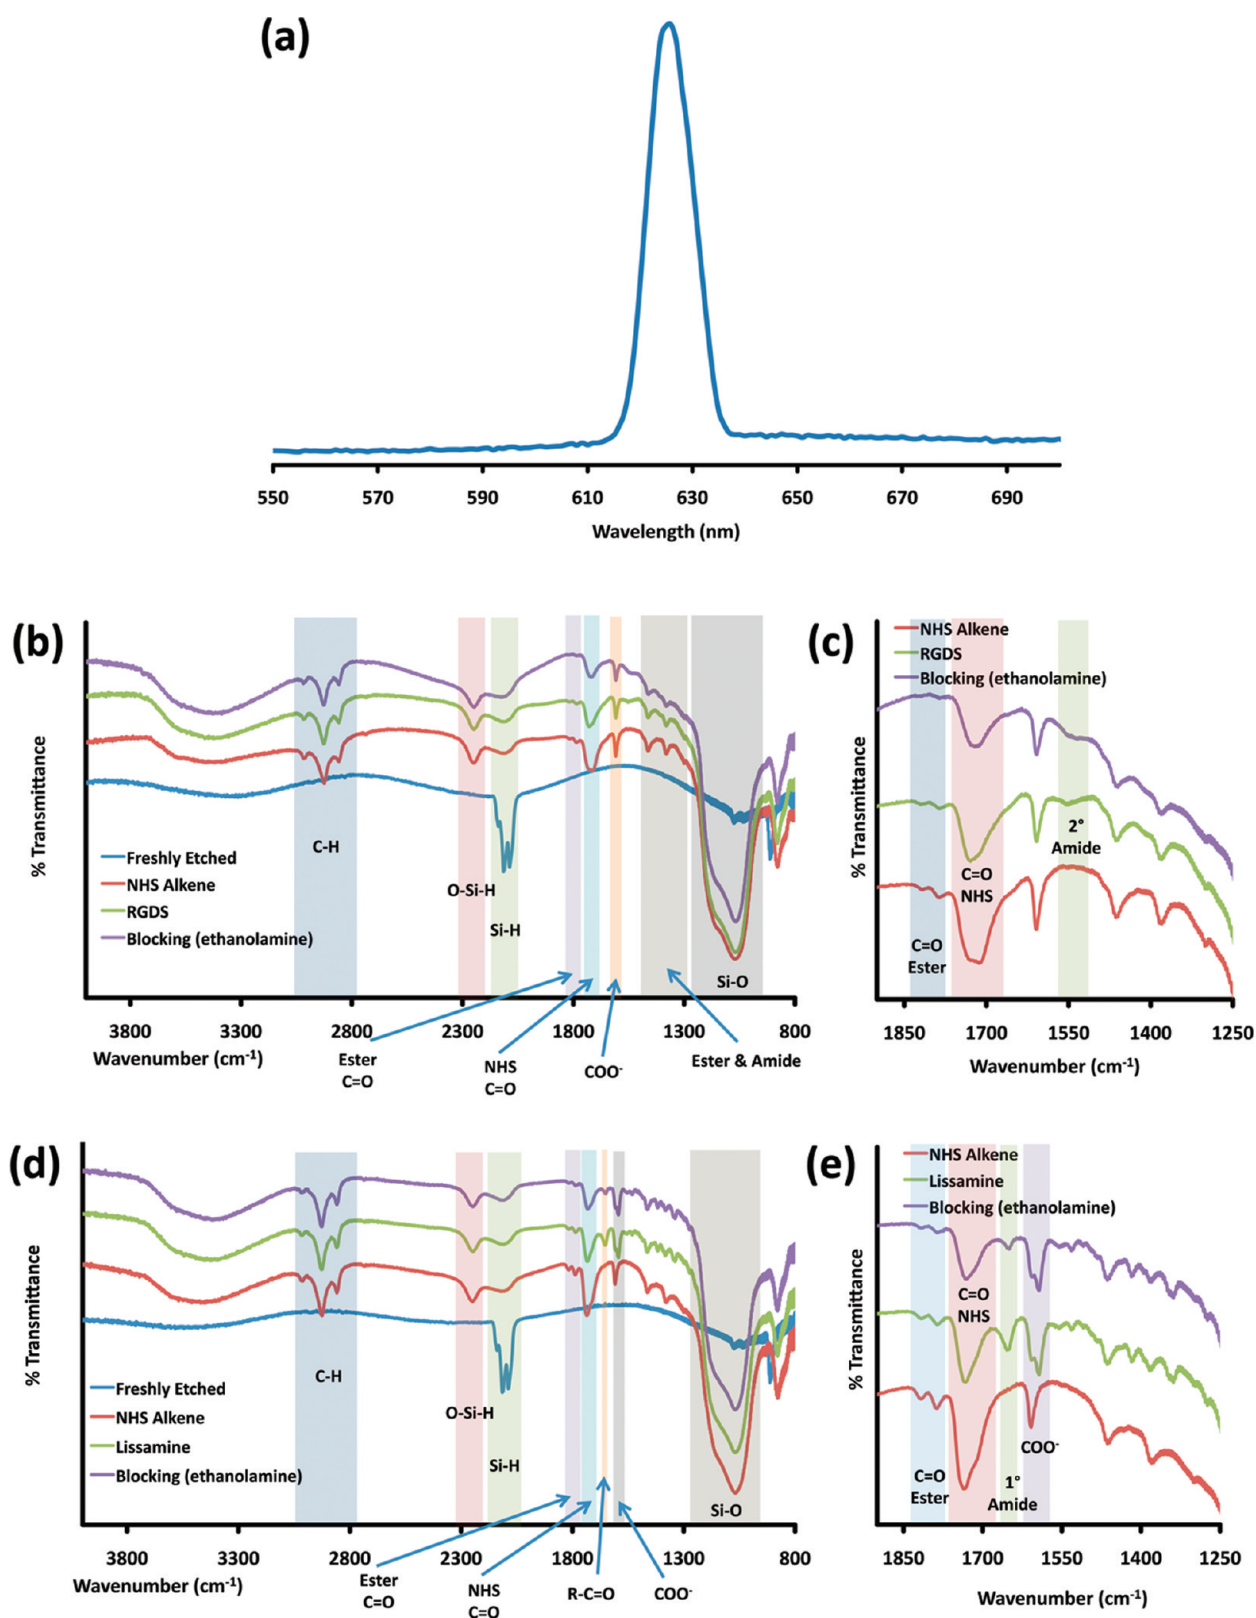 (a)
550 570 590 610 630 650 670 690
Wavelength (nm)
(b)
% Transmittance
Freshly Etched
NHS Alkene
RGDS
Blocking (ethanolamine)
C-H
O-Si-H
Si-H
Si-O
3800 3300 2800 2300 1800 1300 800
Wavenumber (cm⁻¹)
Ester
C=O
NHS
C=O
COO⁻
Ester & Amide
(c)
% Transmittance
NHS Alkene
RGDS
Blocking (ethanolamine)
2°
Amide
C=O
NHS
C=O
Ester
1850 1700 1550 1400 1250
Wavenumber (cm⁻¹)
(d)
% Transmittance
Freshly Etched
NHS Alkene
Lissamine
Blocking (ethanolamine)
C-H
O-Si-H
Si-H
Si-O
3800 3300 2800 2300 1800 1300 800
Wavenumber (cm⁻¹)
Ester
C=O
NHS
C=O
R-C=O
COO⁻
(e)
% Transmittance
NHS Alkene
Lissamine
Blocking (ethanolamine)
C=O
NHS
COO⁻
C=O
Ester
1°
Amide
1850 1700 1550 1400 1250
Wavenumber (cm⁻¹)